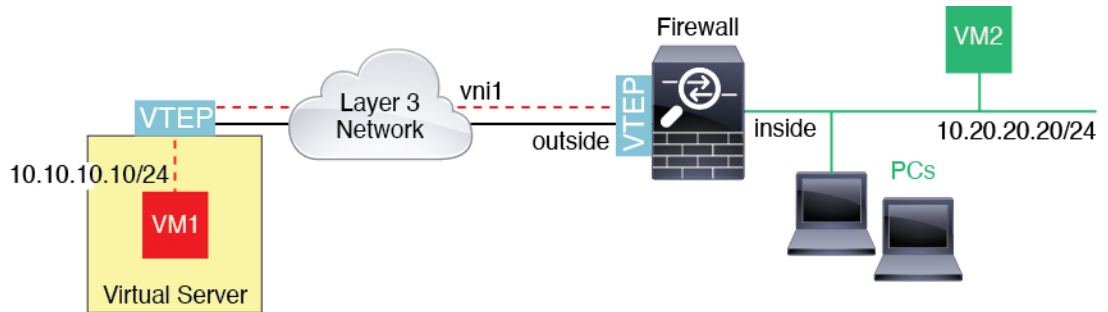 Firewall
VM2
Layer 3
Network
vni1
VTEP
outside
VTEP
inside
10.20.20.20/24
10.10.10.10/24
VM1
PCs
Virtual Server